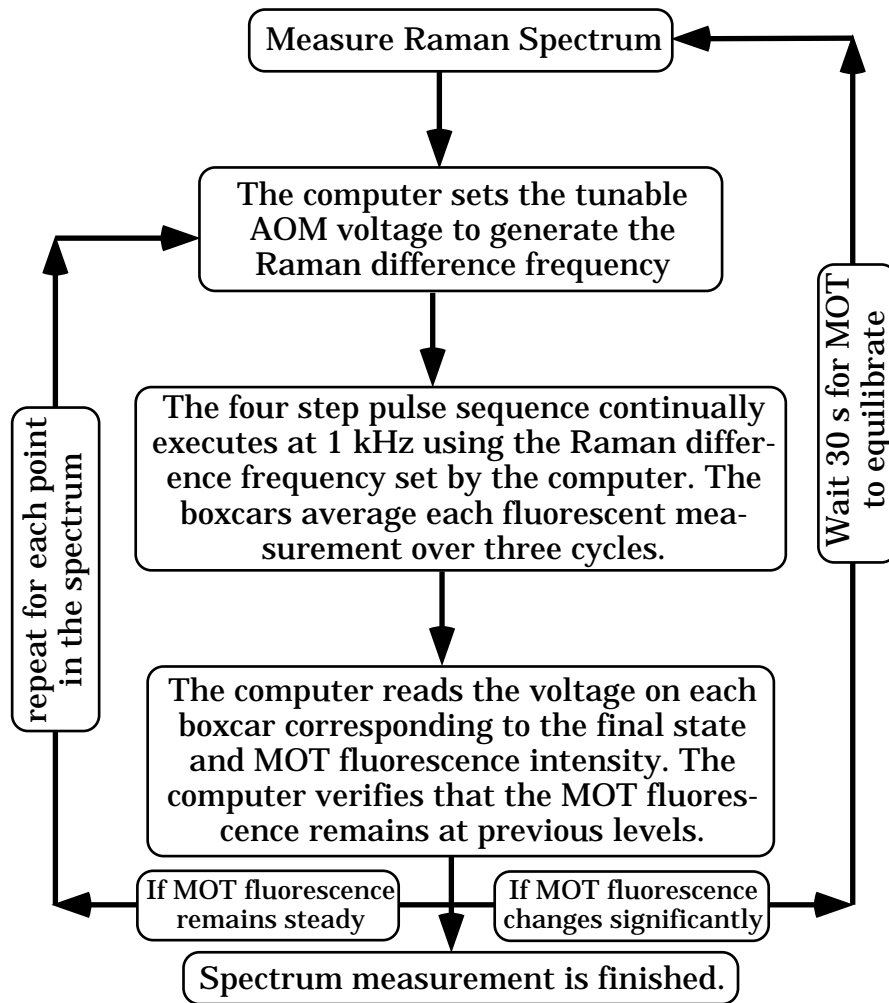 Measure Raman Spectrum
The computer sets the tunable
AOM voltage to generate the
Raman difference frequency
The four step pulse sequence continually
executes at 1 kHz using the Raman differ-
ence frequency set by the computer. The
boxcars average each fluorescent mea-
surement over three cycles.
repeat for each point
in the spectrum
Wait 30 s for MOT
to equilibrate
The computer reads the voltage on each
boxcar corresponding to the final state
and MOT fluorescence intensity. The
computer verifies that the MOT fluores-
cence remains at previous levels.
If MOT fluorescence
remains steady
If MOT fluorescence
changes significantly
Spectrum measurement is finished.